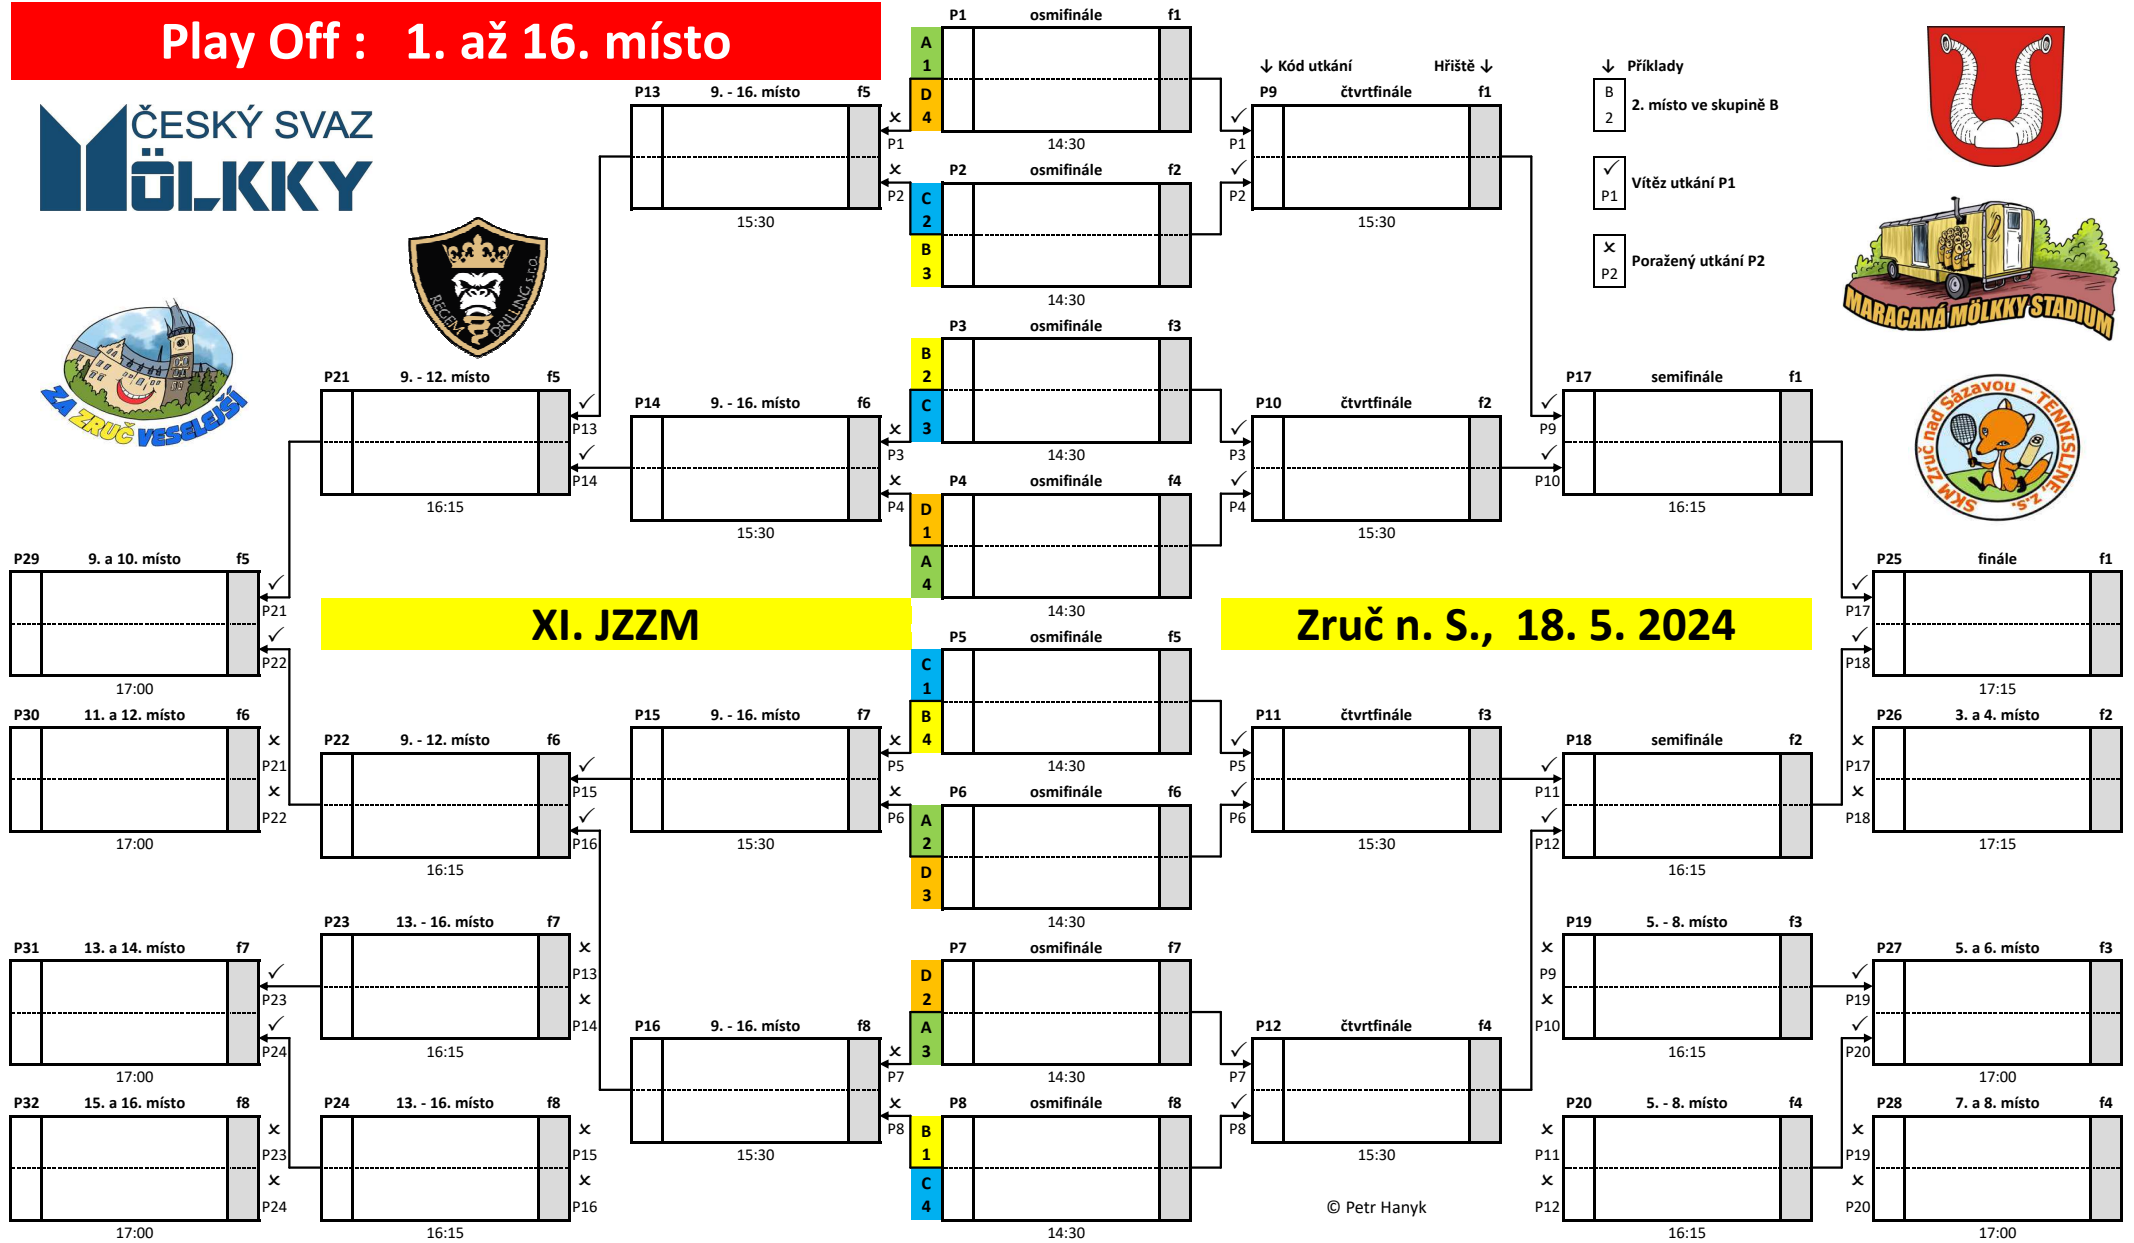 Play Off :   1. až 16. místo
ČESKÝ SVAZ
MÖLKKY
REGEM DRILLING s.r.o.
ZA ZRUČ VESELEJŠÍ
MARACANÁ MÖLKKY STADIUM
SKM Zruč nad Sázavou – TENNISLINE, z.s.
XI. JZZM
Zruč n. S.,  18. 5. 2024
↓ Kód utkání
Hřiště ↓
↓ Příklady
B
2
2. místo ve skupině B
✓
P1
Vítěz utkání P1
✗
P2
Poražený utkání P2
P1 osmifinále f1
A
1
D
4
14:30
P2 osmifinále f2
C
2
B
3
14:30
P3 osmifinále f3
B
2
C
3
14:30
P4 osmifinále f4
D
1
A
4
14:30
P5 osmifinále f5
C
1
B
4
14:30
P6 osmifinále f6
A
2
D
3
14:30
P7 osmifinále f7
D
2
A
3
14:30
P8 osmifinále f8
B
1
C
4
14:30
P9 čtvrtfinále f1
✓
P1
✓
P2
15:30
P10 čtvrtfinále f2
✓
P3
✓
P4
15:30
P11 čtvrtfinále f3
✓
P5
✓
P6
15:30
P12 čtvrtfinále f4
✓
P7
✓
P8
15:30
P13 9. - 16. místo f5
✗
P1
✗
P2
15:30
P14 9. - 16. místo f6
✗
P3
✗
P4
15:30
P15 9. - 16. místo f7
✗
P5
✗
P6
15:30
P16 9. - 16. místo f8
✗
P7
✗
P8
15:30
P17 semifinále f1
✓
P9
✓
P10
16:15
P18 semifinále f2
✓
P11
✓
P12
16:15
P19 5. - 8. místo f3
✗
P9
✗
P10
16:15
P20 5. - 8. místo f4
✗
P11
✗
P12
16:15
P21 9. - 12. místo f5
✓
P13
✓
P14
16:15
P22 9. - 12. místo f6
✓
P15
✓
P16
16:15
P23 13. - 16. místo f7
✗
P13
✗
P14
16:15
P24 13. - 16. místo f8
✗
P15
✗
P16
16:15
P25 finále f1
✓
P17
✓
P18
17:15
P26 3. a 4. místo f2
✗
P17
✗
P18
17:15
P27 5. a 6. místo f3
✓
P19
✓
P20
17:00
P28 7. a 8. místo f4
✗
P19
✗
P20
17:00
P29 9. a 10. místo f5
✓
P21
✓
P22
17:00
P30 11. a 12. místo f6
✗
P21
✗
P22
17:00
P31 13. a 14. místo f7
✓
P23
✓
P24
17:00
P32 15. a 16. místo f8
✗
P23
✗
P24
17:00
© Petr Hanyk